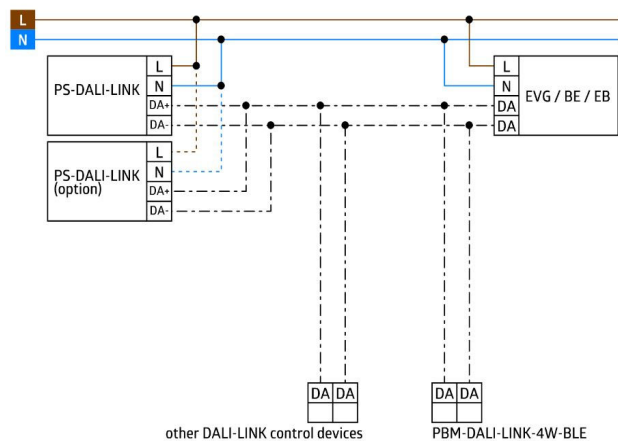 L
N
PS-DALI-LINK
L
N
DA+
DA-
EVG / BE / EB
L
N
DA
DA
PS-DALI-LINK
(option)
L
N
DA+
DA-
DA DA
DA DA
other DALI-LINK control devices
PBM-DALI-LINK-4W-BLE